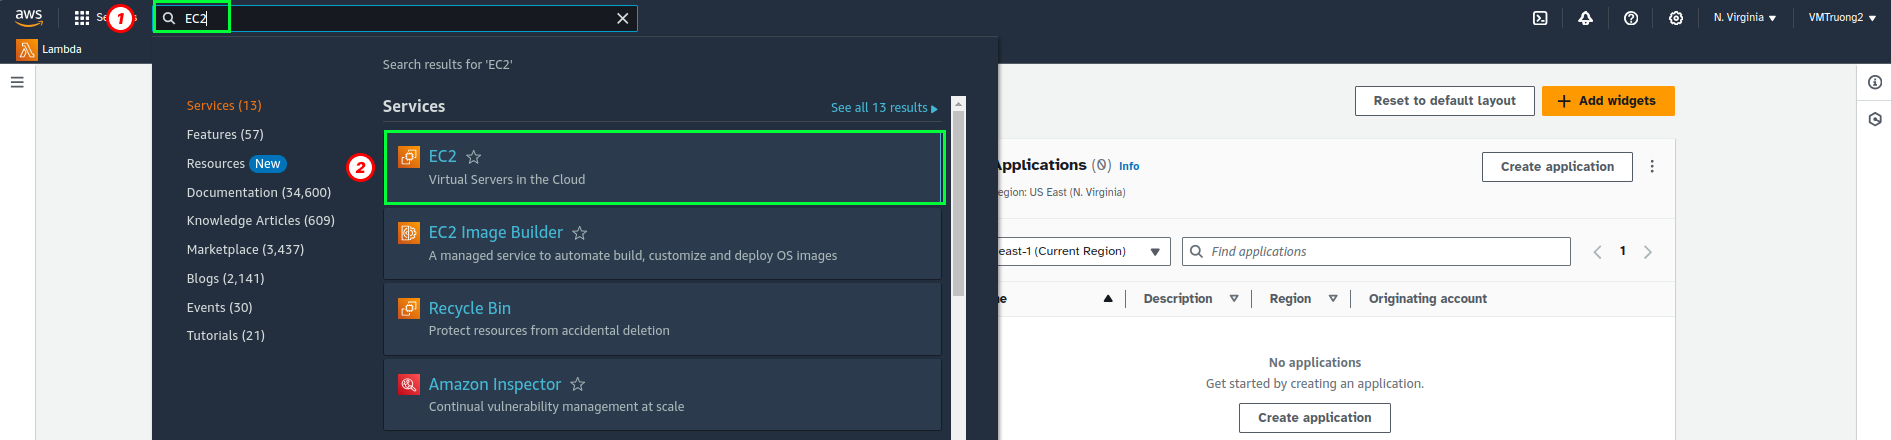 aws
Se
1
EC2
N. Virginia
VMTruong2
Lambda
Search results for 'EC2'
Services (13)
Features (57)
Resources New
Documentation (34,600)
Knowledge Articles (609)
Marketplace (3,437)
Blogs (2,141)
Events (30)
Tutorials (21)
Services
See all 13 results
2
EC2
Virtual Servers in the Cloud
EC2 Image Builder
A managed service to automate build, customize and deploy OS images
Recycle Bin
Protect resources from accidental deletion
Amazon Inspector
Continual vulnerability management at scale
Reset to default layout
+ Add widgets
Applications (0) Info
egion: US East (N. Virginia)
Create application
east-1 (Current Region)
Find applications
1
ne
Description
Region
Originating account
No applications
Get started by creating an application.
Create application